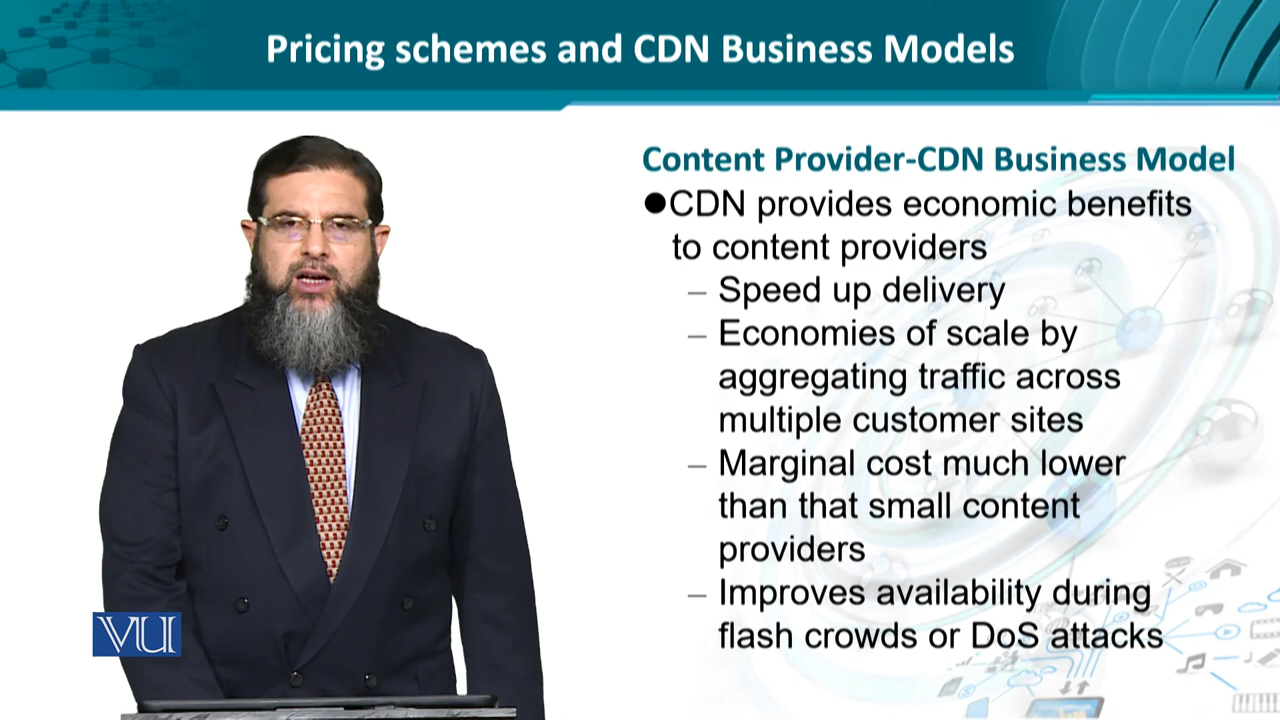 Pricing schemes and CDN Business Models
Content Provider-CDN Business Model
●CDN provides economic benefits
to content providers
– Speed up delivery
– Economies of scale by
aggregating traffic across
multiple customer sites
– Marginal cost much lower
than that small content
providers
– Improves availability during
flash crowds or DoS attacks
VU